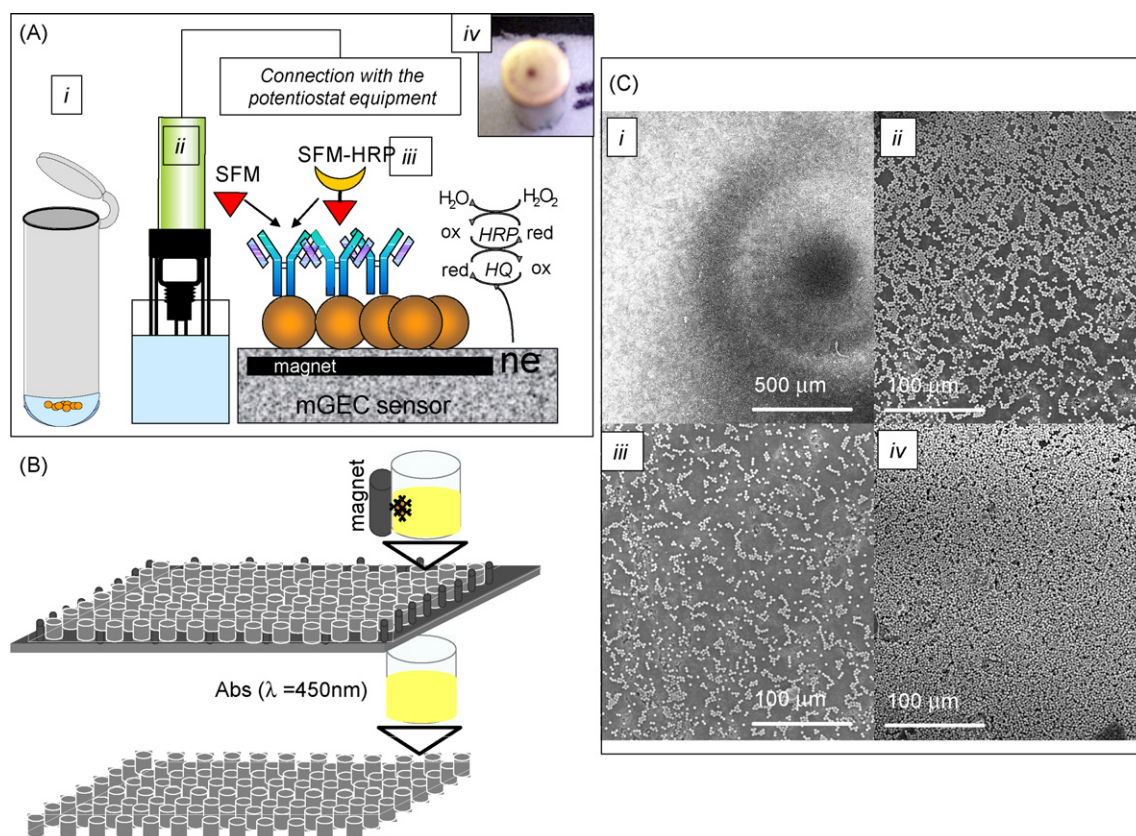 (A)
i
ii
Connection with the
potentiostat equipment
iv
SFM
SFM-HRP
iii
H₂O
H₂O₂
ox
HRP
red
red
HQ
ox
magnet
ne
mGEC sensor
(B)
magnet
Abs (λ =450nm)
(C)
i
500 µm
ii
100 µm
iii
100 µm
iv
100 µm